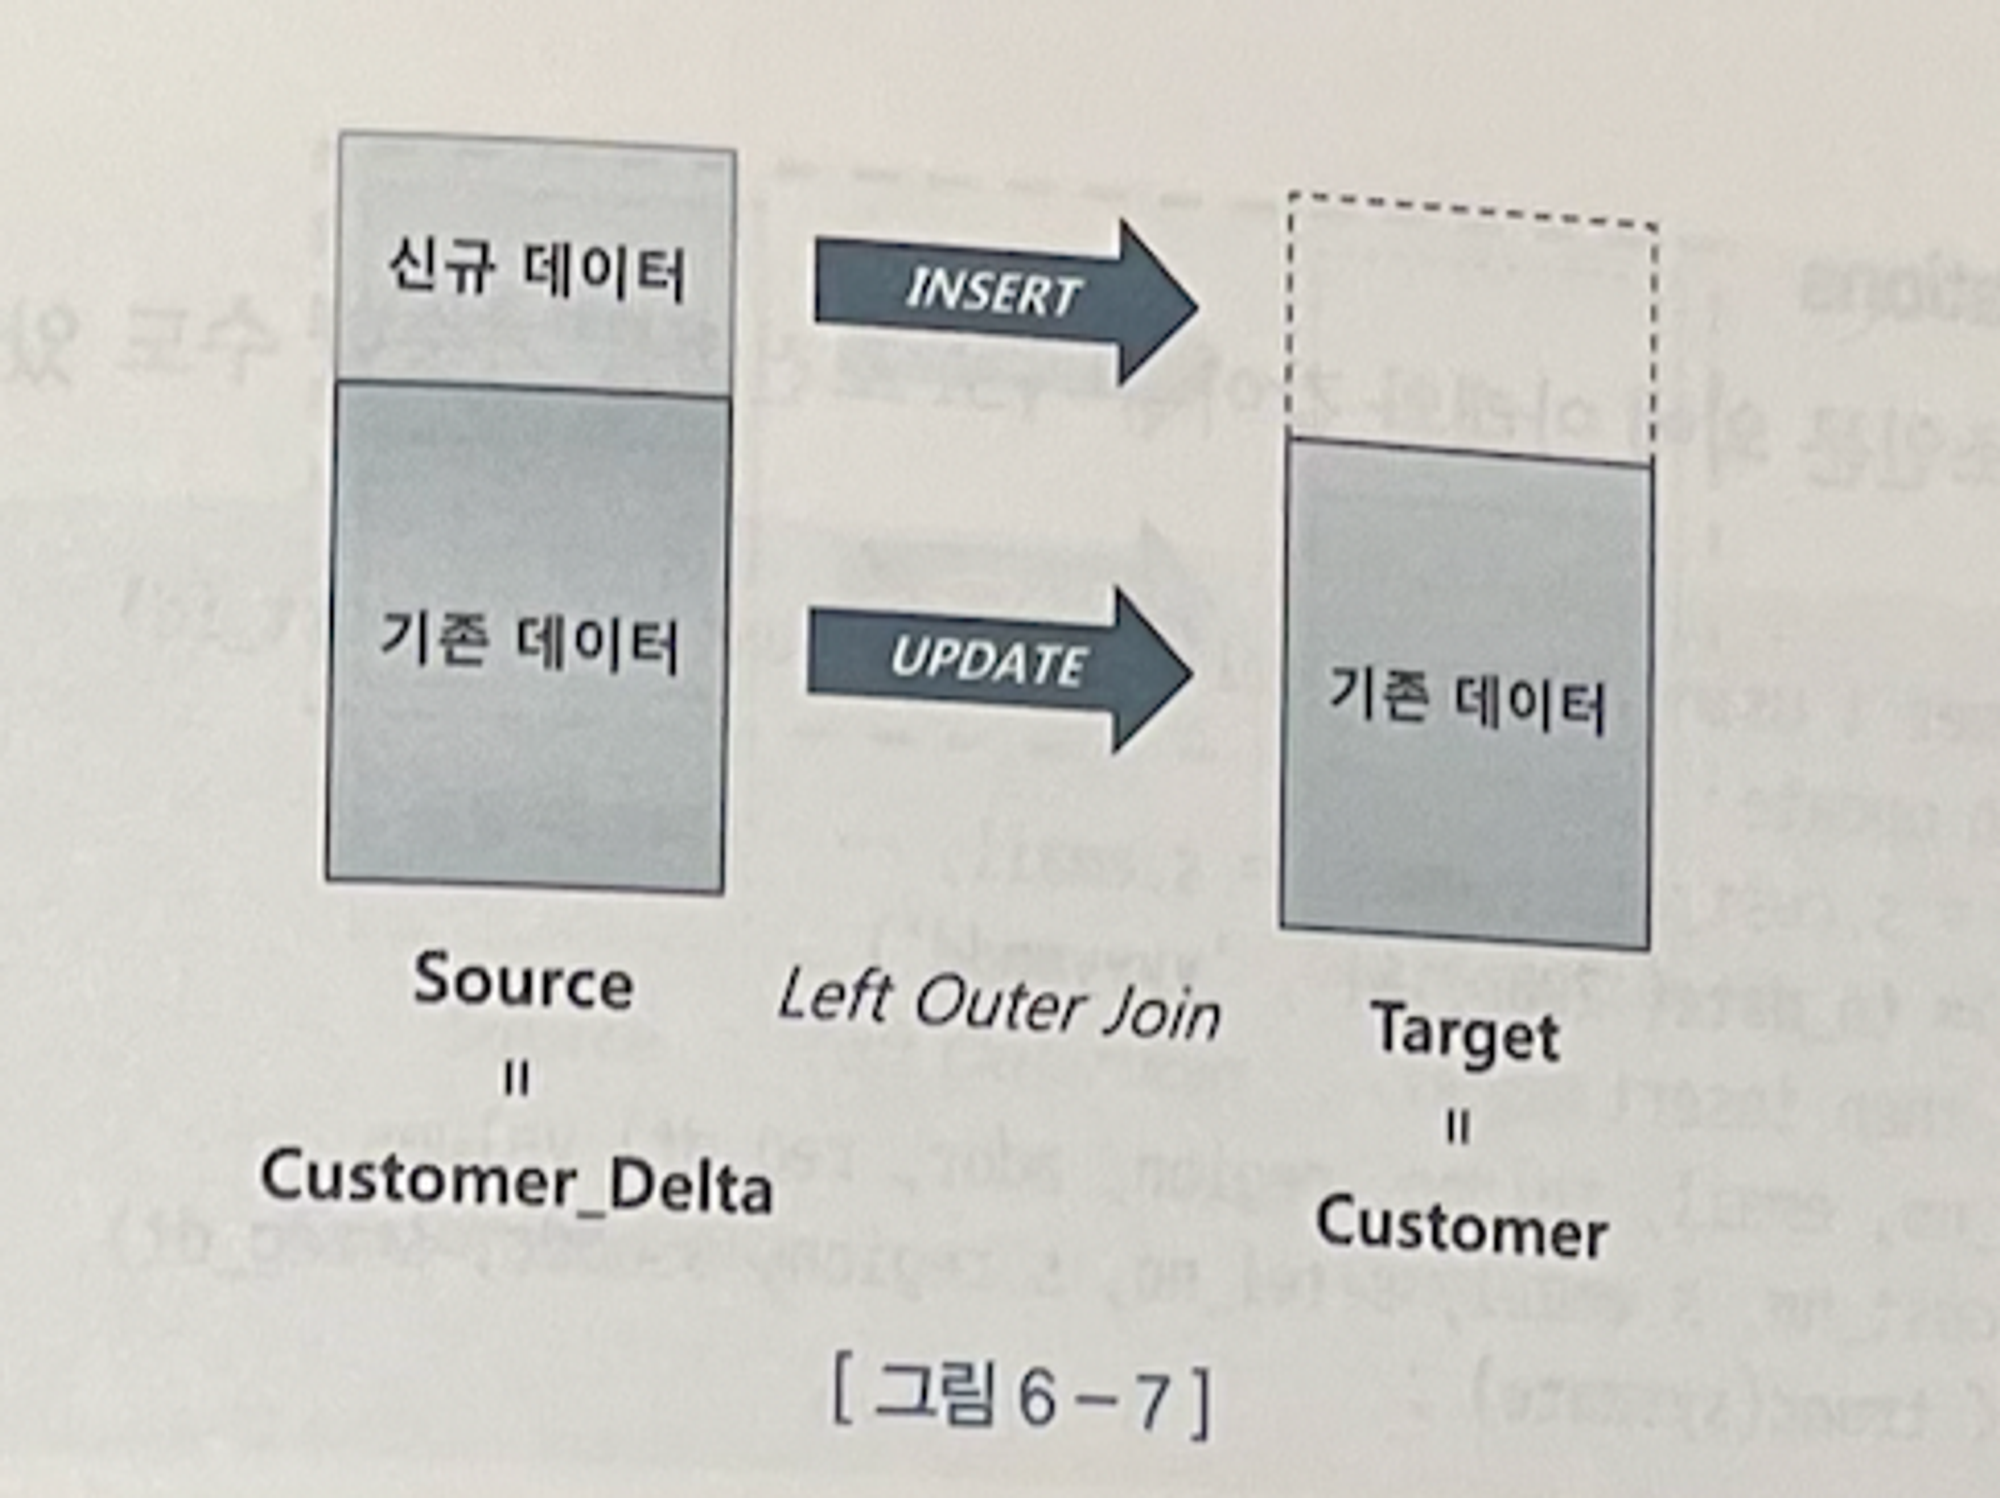 신규 데이터
INSERT
기존 데이터
UPDATE
기존 데이터
Source
Left Outer Join
Target
=
=
Customer_Delta
Customer
[ 그림 6 – 7 ]